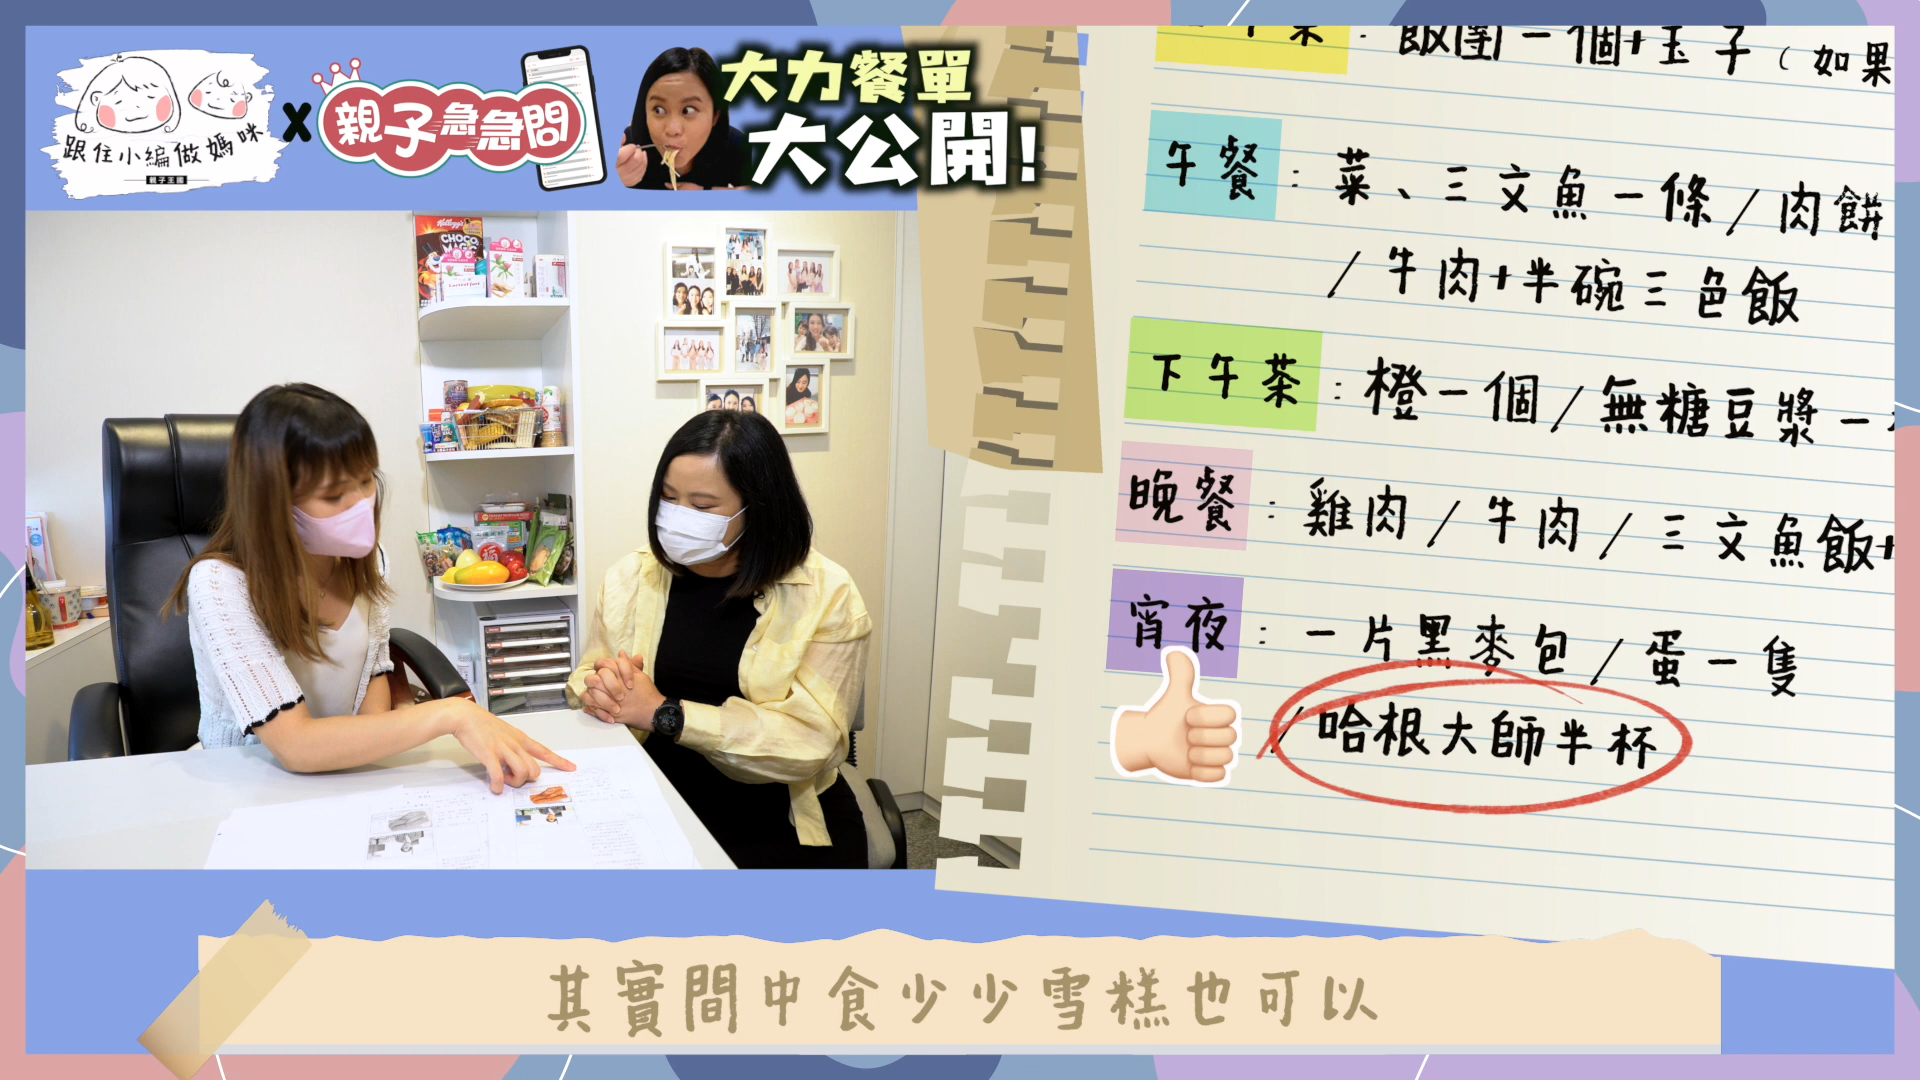 跟住小編做媽咪
親子王國
x
親子急急問
大力餐單
大公開!
Kellogg's
CHOCO
飯團一個+玉子(如果
午餐:菜、三文魚一條/肉餅
/牛肉+半碗三色飯
下午茶:橙一個/無糖豆漿一
晚餐:雞肉/牛肉/三文魚飯+
宵夜:一片黑麥包/蛋一隻
/哈根大師半杯
其實間中食少少雪糕也可以